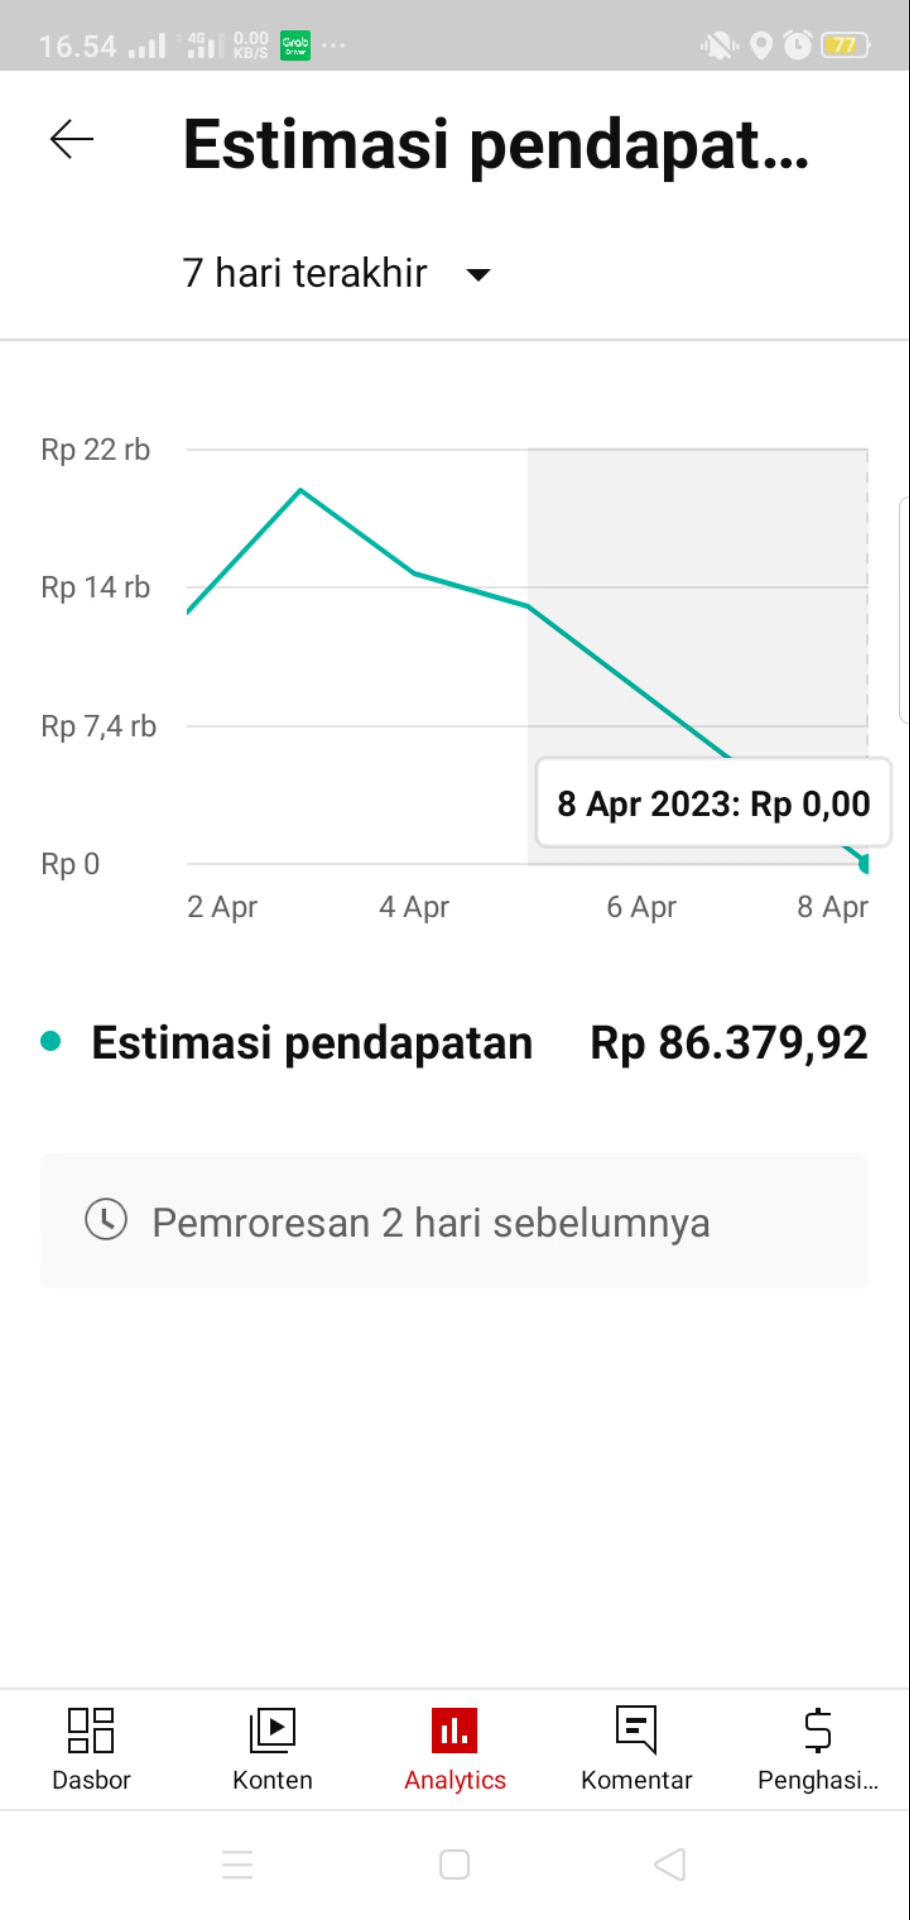 16.54 4G 0.00 KB/S Grab Driver 77
Estimasi pendapat...
7 hari terakhir
Rp 22 rb
Rp 14 rb
Rp 7,4 rb
8 Apr 2023: Rp 0,00
Rp 0
2 Apr 4 Apr 6 Apr 8 Apr
Estimasi pendapatan Rp 86.379,92
Pemroresan 2 hari sebelumnya
Dasbor Konten Analytics Komentar Penghasi...